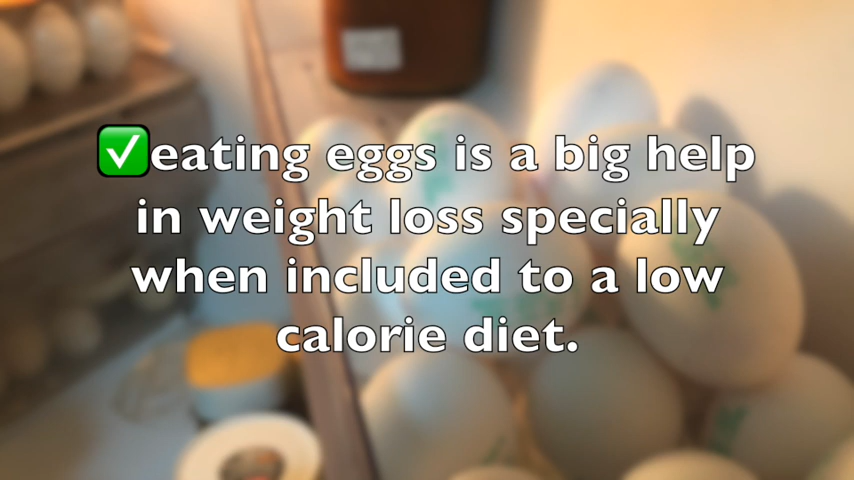 ✅eating eggs is a big help
in weight loss specially
when included to a low
calorie diet.